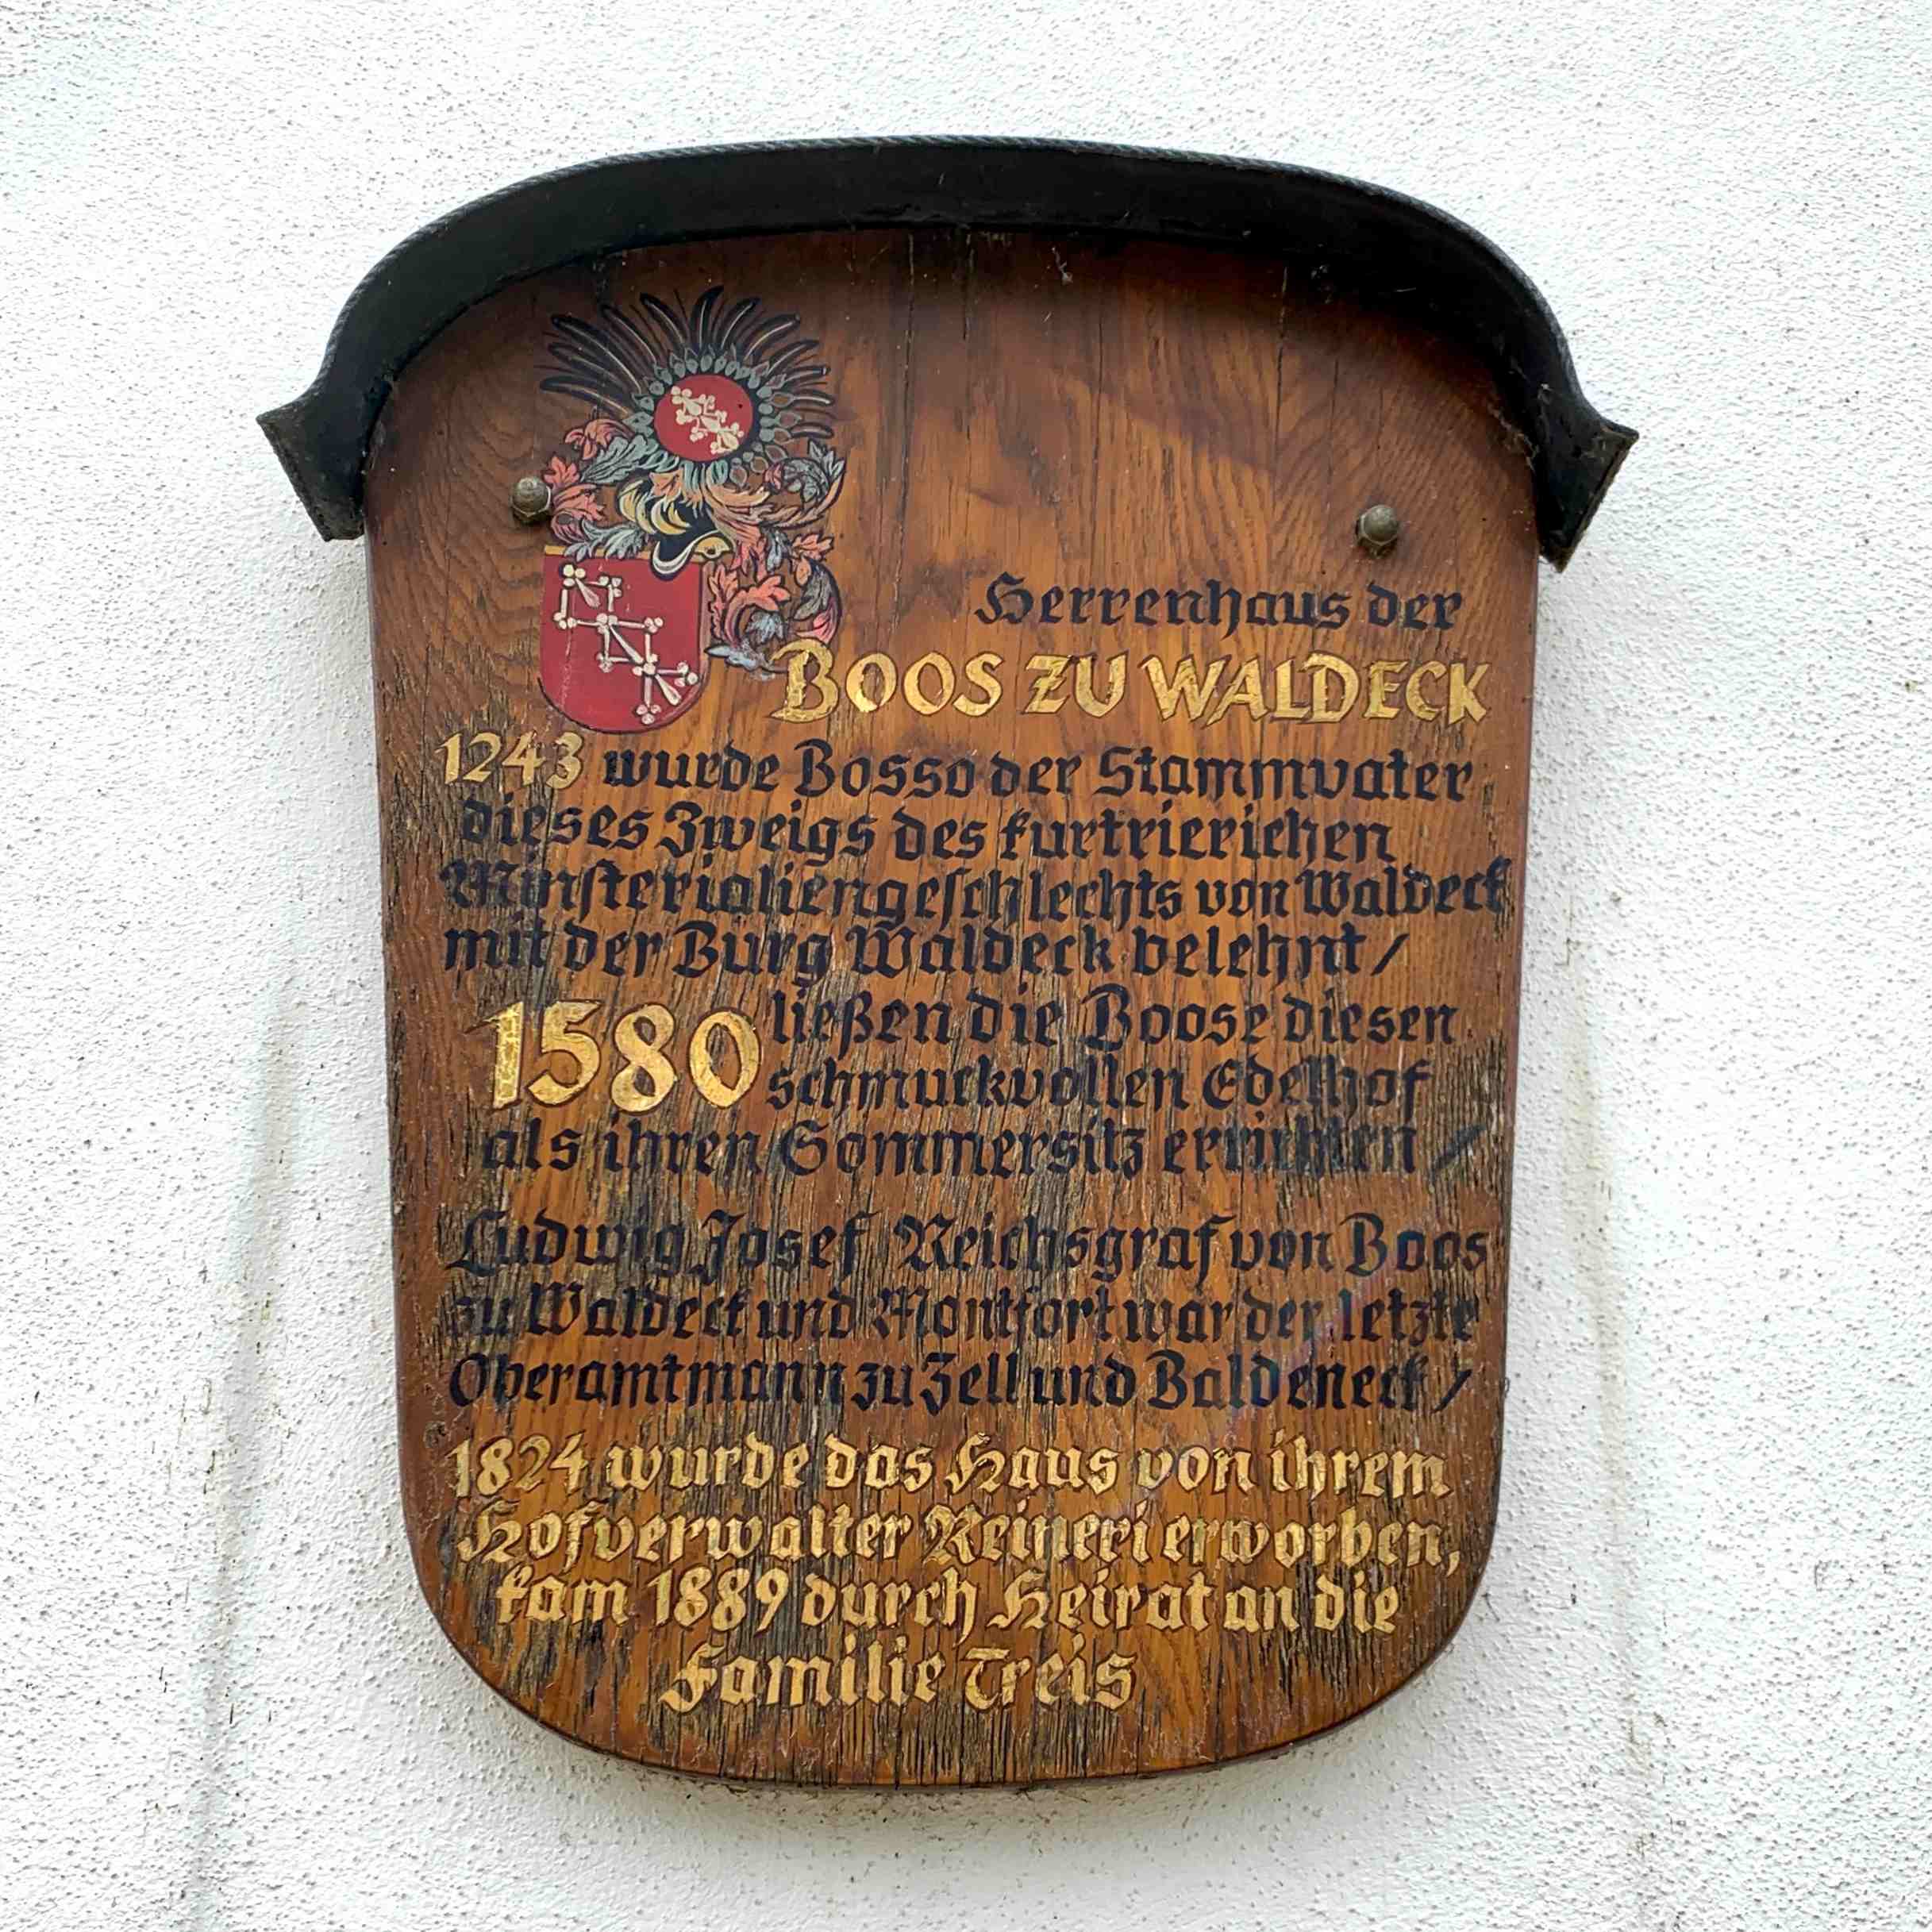 Herrenhaus der
BOOS ZU WALDECK
1243 wurde Bosso der Stammvater
dieses Zweigs des kurtrierichen
Ministerialiengeschlechts von Waldeck
mit der Burg Waldeck belehnt /
1580 ließen die Boose diesen
schmuckvollen Edelhof
als ihren Sommersitz errichten /
Ludwig Josef Reichsgraf von Boos
zu Waldeck und Montfort war der letzte
Oberamtmann zu Zell und Baldeneck /
1824 wurde das Haus von ihrem
Hofverwalter Reineri erworben,
kam 1889 durch Heirat an die
Familie Treis